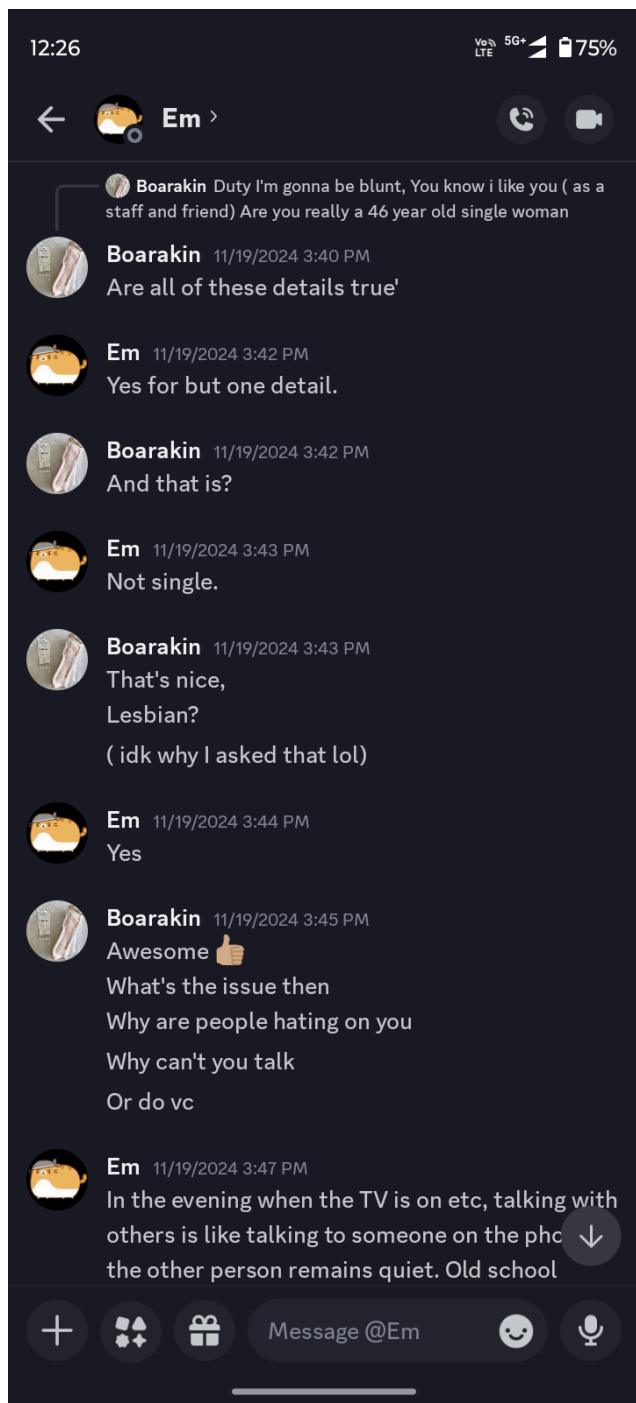 12:26
Vo LTE 5G+ 75%
Em
Boarakin Duty I'm gonna be blunt, You know i like you ( as a
staff and friend) Are you really a 46 year old single woman
Boarakin 11/19/2024 3:40 PM
Are all of these details true'
Em 11/19/2024 3:42 PM
Yes for but one detail.
Boarakin 11/19/2024 3:42 PM
And that is?
Em 11/19/2024 3:43 PM
Not single.
Boarakin 11/19/2024 3:43 PM
That's nice,
Lesbian?
( idk why I asked that lol)
Em 11/19/2024 3:44 PM
Yes
Boarakin 11/19/2024 3:45 PM
Awesome 👍🏽
What's the issue then
Why are people hating on you
Why can't you talk
Or do vc
Em 11/19/2024 3:47 PM
In the evening when the TV is on etc, talking with
others is like talking to someone on the pho
the other person remains quiet. Old school
Message @Em